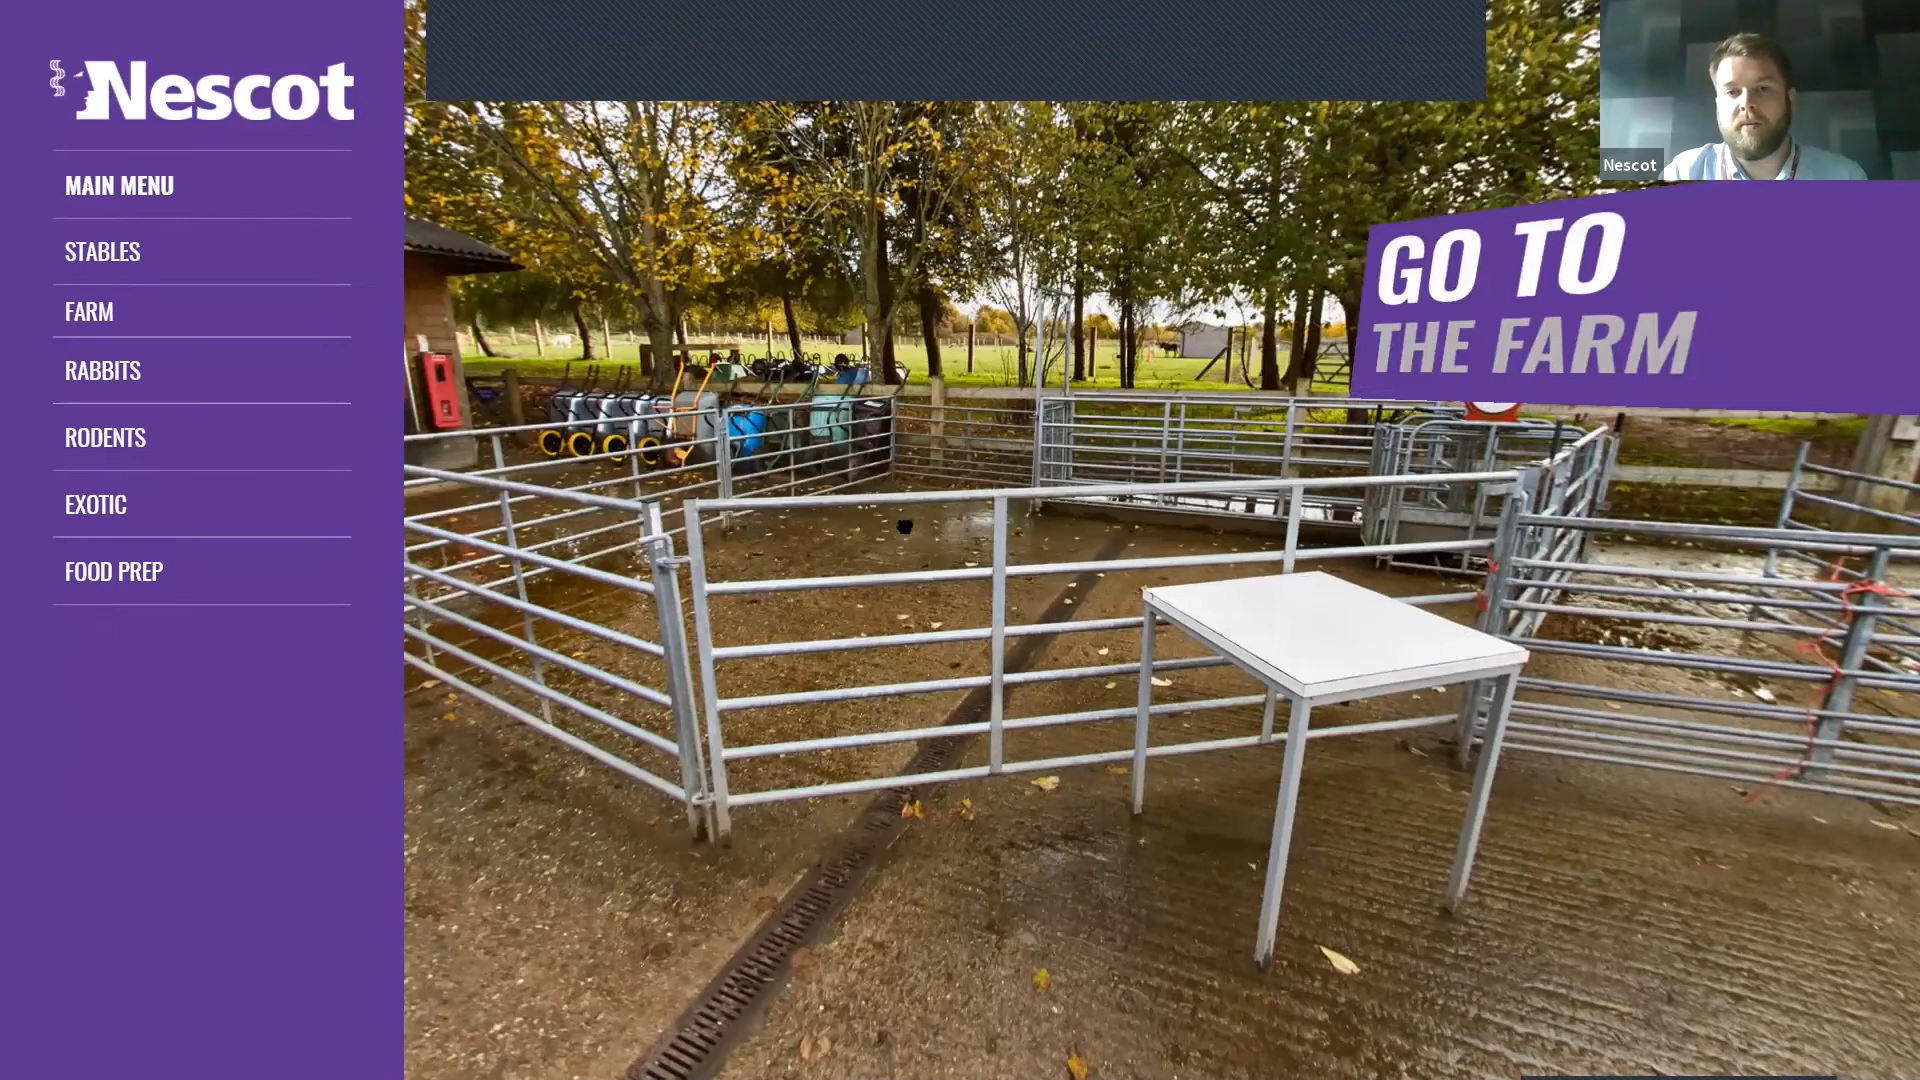 Nescot
MAIN MENU
STABLES
FARM
RABBITS
RODENTS
EXOTIC
FOOD PREP
GO TO
THE FARM
Nescot